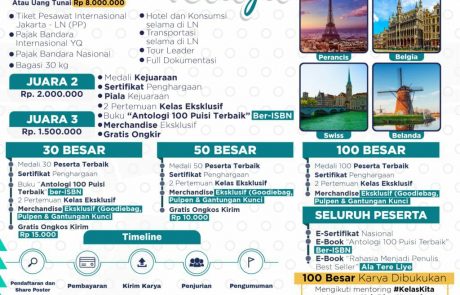 Atau Uang Tunai Rp 8.000.000
• Tiket Pesawat Internasional
Jakarta - LN (PP)
• Pajak Bandara
Internasional YQ
• Pajak Bandara Nasional
• Bagasi 30 kg
• Hotel dan Konsumsi
selama di LN
• Transportasi
selama di LN
• Tour Leader
• Full Dokumentasi
Perancis
Belgia
Swiss
Belanda
JUARA 2
Rp. 2.000.000
JUARA 3
Rp. 1.500.000
• Medali Kejuaraan
• Sertifikat Penghargaan
• Piala Kejuaraan
• 2 Pertemuan Kelas Eksklusif
• Buku "Antologi 100 Puisi Terbaik" Ber-ISBN
• Merchandise Eksklusif
• Gratis Ongkir
30 BESAR
Medali 30 Peserta Terbaik
Sertifikat Penghargaan
Buku "Antologi 100 Puisi
Terbaik" ber-ISBN
2 Pertemuan Kelas Eksklusif
Merchandise Eksklusif (Goodiebag,
Pulpen & Gantungan Kunci)
Gratis Ongkos Kirim
Rp 15.000
50 BESAR
Medali 50 Peserta Terbaik
Sertifikat Penghargaan
2 Pertemuan Kelas Eksklusif
Merchandise Eksklusif (Goodiebag,
Pulpen & Gantungan Kunci)
Gratis Ongkos Kirim
Rp 10.000
100 BESAR
Medali 100 Peserta Terbaik
Sertifikat Penghargaan
2 Pertemuan Kelas Eksklusif
Merchandise Eksklusif (Goodiebag,
Pulpen & Gantungan Kunci)
SELURUH PESERTA
E-Sertifikat Nasional
E-Book "Antologi 100 Puisi Terbaik"
Ber-ISBN
E-Book "Rahasia Menjadi Penulis
Best Seller" Ala Tere Liye
Timeline
Pendaftaran dan
Share Poster
Pembayaran
Kirim Karya
Penjurian
Pengumuman
100 Besar Karya Dibukukan
Mengikuti mentoring #KelasKita